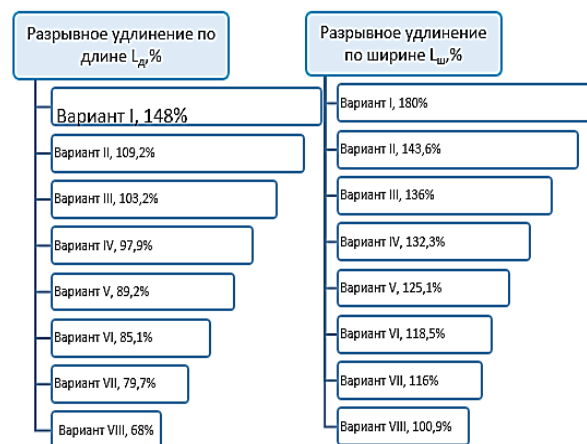 Разрывное удлинение по
длине Lд,%
Вариант I, 148%
Вариант II, 109,2%
Вариант III, 103,2%
Вариант IV, 97,9%
Вариант V, 89,2%
Вариант VI, 85,1%
Вариант VII, 79,7%
Вариант VIII, 68%
Разрывное удлинение
по ширине Lш,%
Вариант I, 180%
Вариант II, 143,6%
Вариант III, 136%
Вариант IV, 132,3%
Вариант V, 125,1%
Вариант VI, 118,5%
Вариант VII, 116%
Вариант VIII, 100,9%